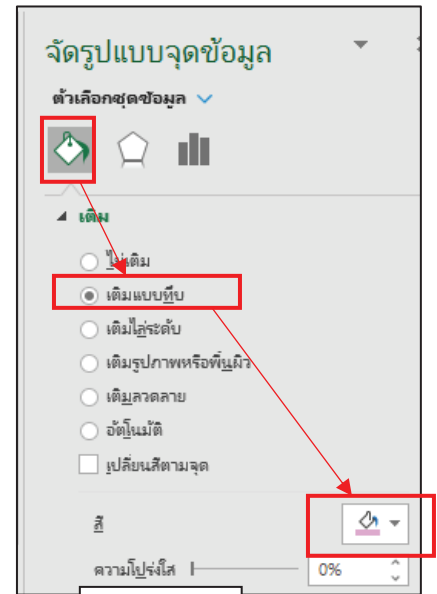 จัดรูปแบบจุดข้อมูล
ตัวเลือกชุดข้อมูล
เติม
ไม่เติม
เติมแบบทึบ
เติมไล่ระดับ
เติมรูปภาพหรือพื้นผิว
เติมลวดลาย
อัตโนมัติ
เปลี่ยนสีตามจุด
สี
ความโปร่งใส 0%